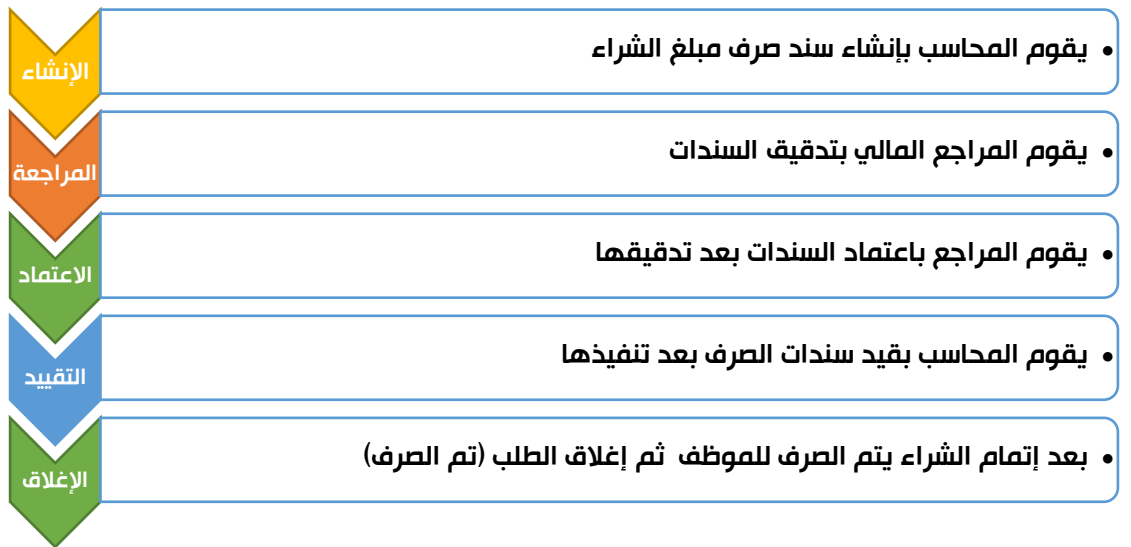 الإنشاء
• يقوم المحاسب بإنشاء سند صرف مبلغ الشراء
المراجعة
• يقوم المراجع المالي بتدقيق السندات
الاعتماد
• يقوم المراجع باعتماد السندات بعد تدقيقها
التقييد
• يقوم المحاسب بقيد سندات الصرف بعد تنفيذها
الإغلاق
• بعد إتمام الشراء يتم الصرف للموظف ثم إغلاق الطلب (تم الصرف)